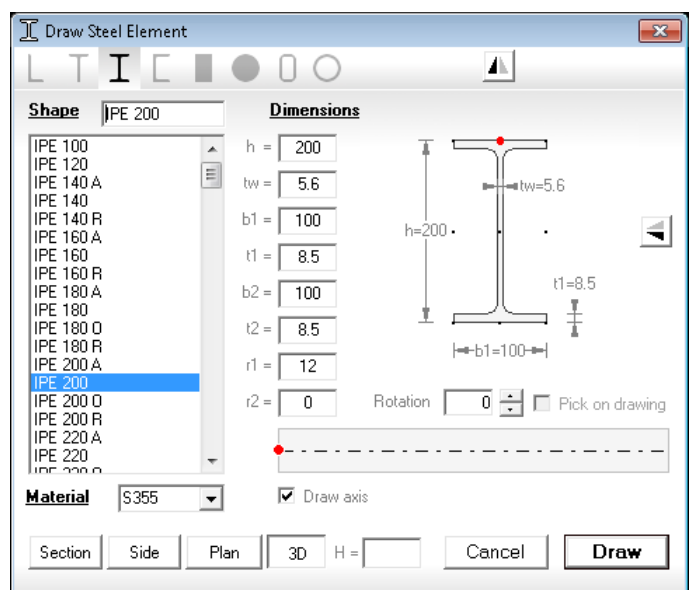 Draw Steel Element
Shape
IPE 200
Dimensions
IPE 100
IPE 120
IPE 140 A
IPE 140
IPE 140 R
IPE 160 A
IPE 160
IPE 160 R
IPE 180 A
IPE 180
IPE 180 O
IPE 180 R
IPE 200 A
IPE 200
IPE 200 O
IPE 200 R
IPE 220 A
IPE 220
h = 200
tw = 5.6
b1 = 100
t1 = 8.5
b2 = 100
t2 = 8.5
r1 = 12
r2 = 0
tw=5.6
h=200
t1=8.5
b1=100
Rotation 0
Pick on drawing
Material S355
Draw axis
Section Side Plan 3D H =
Cancel Draw